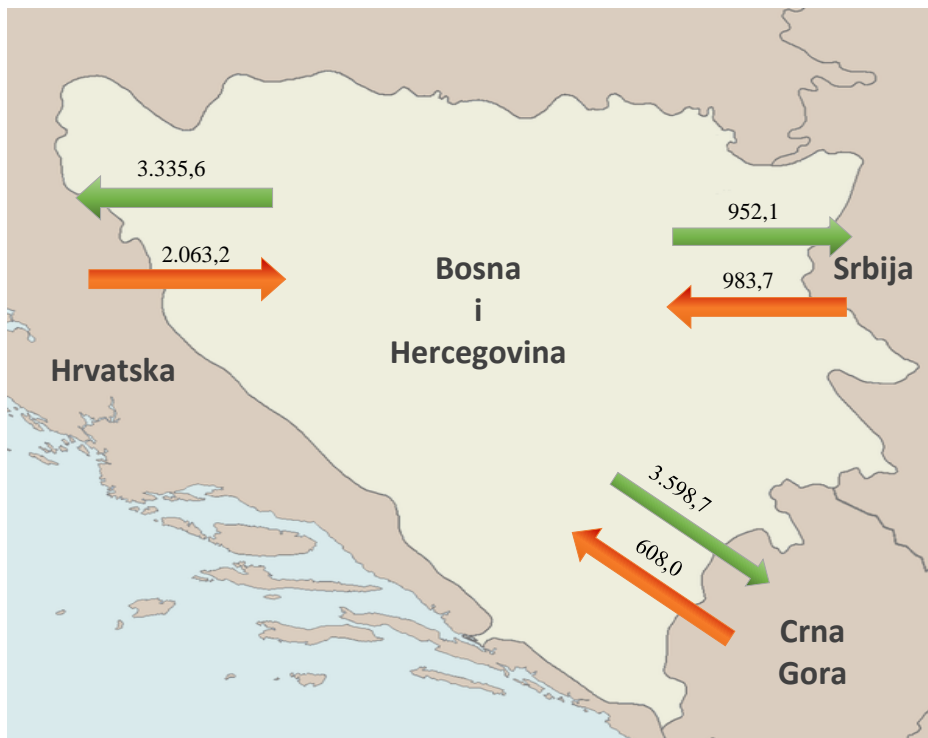 3.335,6
952,1
2.063,2
Bosna
i
Hercegovina
983,7
Srbija
Hrvatska
3.598,7
608,0
Crna
Gora